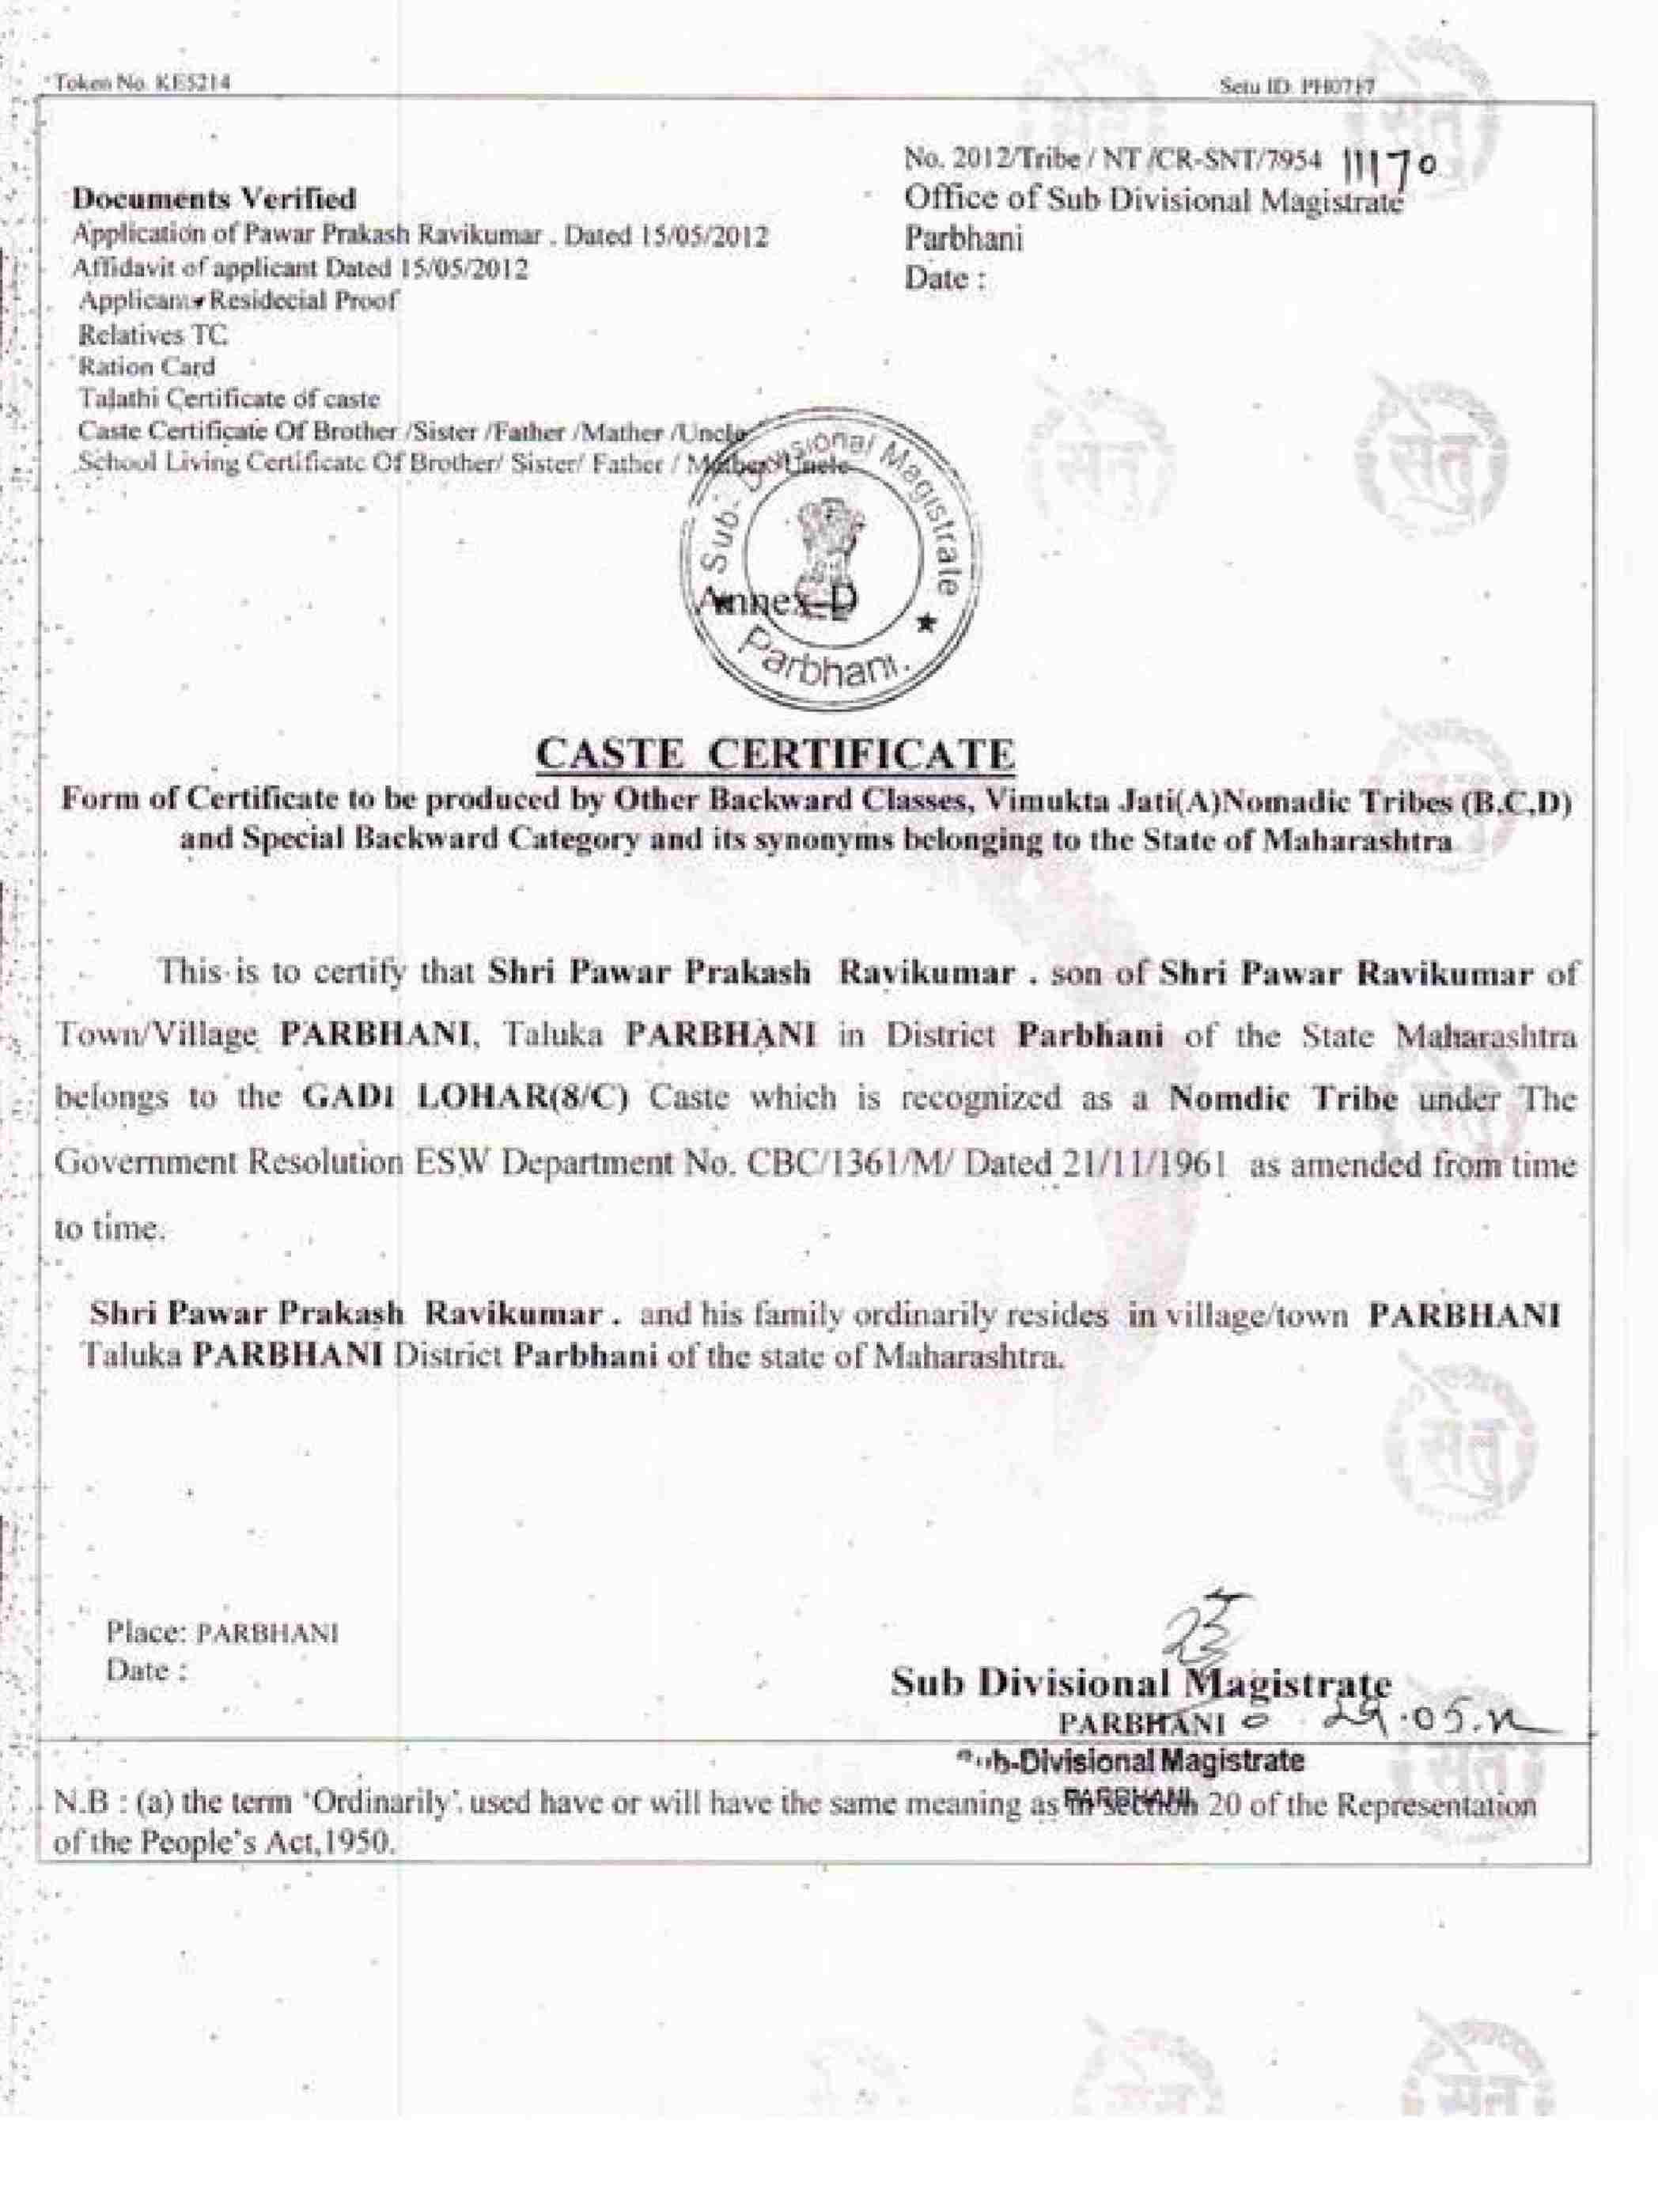 Token No. KE5214
Setu ID PH0717
No. 2012/Tribe / NT /CR-SNT/7954 11170
Documents Verified
Office of Sub Divisional Magistrate
Application of Pawar Prakash Ravikumar . Dated 15/05/2012
Parbhani
Affidavit of applicant Dated 15/05/2012
Date :
Residecial Proof
Relatives TC
Ration Card
Talathi Certificate of caste
Caste Certificate Of Brother /Sister /Father /Mather /Uncle
School Living Certificate Of Brother/ Sister/ Father / Mather/Uncle
Sub-Divisional Magistrate
Annex-D
Parbhani.
CASTE CERTIFICATE
Form of Certificate to be produced by Other Backward Classes, Vimukta Jati(A)Nomadic Tribes (B.C,D)
and Special Backward Category and its synonyms belonging to the State of Maharashtra
This is to certify that Shri Pawar Prakash Ravikumar . son of Shri Pawar Ravikumar of
Town/Village PARBHANI, Taluka PARBHANI in District Parbhani of the State Maharashtra
belongs to the GADI LOHAR(8/C) Caste which is recognized as a Nomdic Tribe under The
Government Resolution ESW Department No. CBC/1361/M/ Dated 21/11/1961 as amended from time
to time.
Shri Pawar Prakash Ravikumar . and his family ordinarily resides in village/town PARBHANI
Taluka PARBHANI District Parbhani of the state of Maharashtra.
Place: PARBHANI
Date :
Sub Divisional Magistrate
PARBHANI
-Divisional Magistrate
PARBHANI
N.B : (a) the term 'Ordinarily'. used have or will have the same meaning as in section 20 of the Representation
of the People's Act,1950.